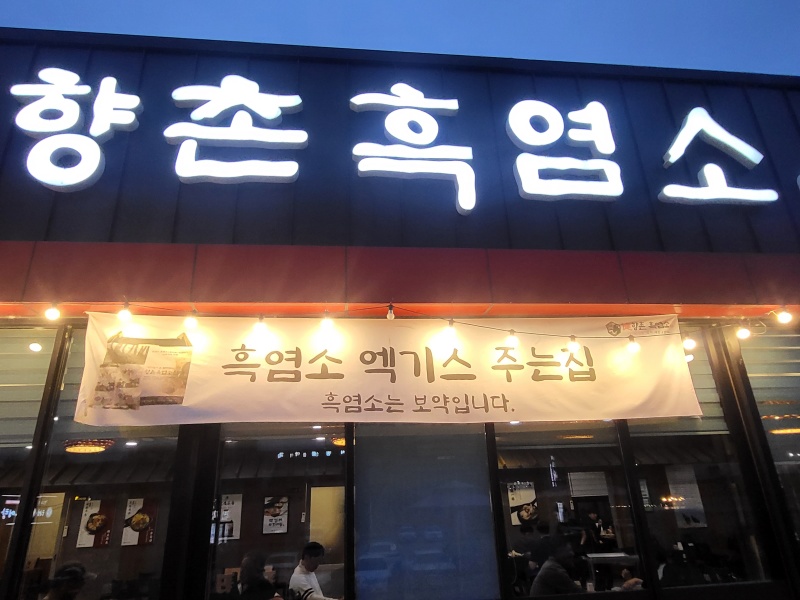 향촌 흑염소
흑염소 엑기스 주는집
흑염소는 보약입니다.